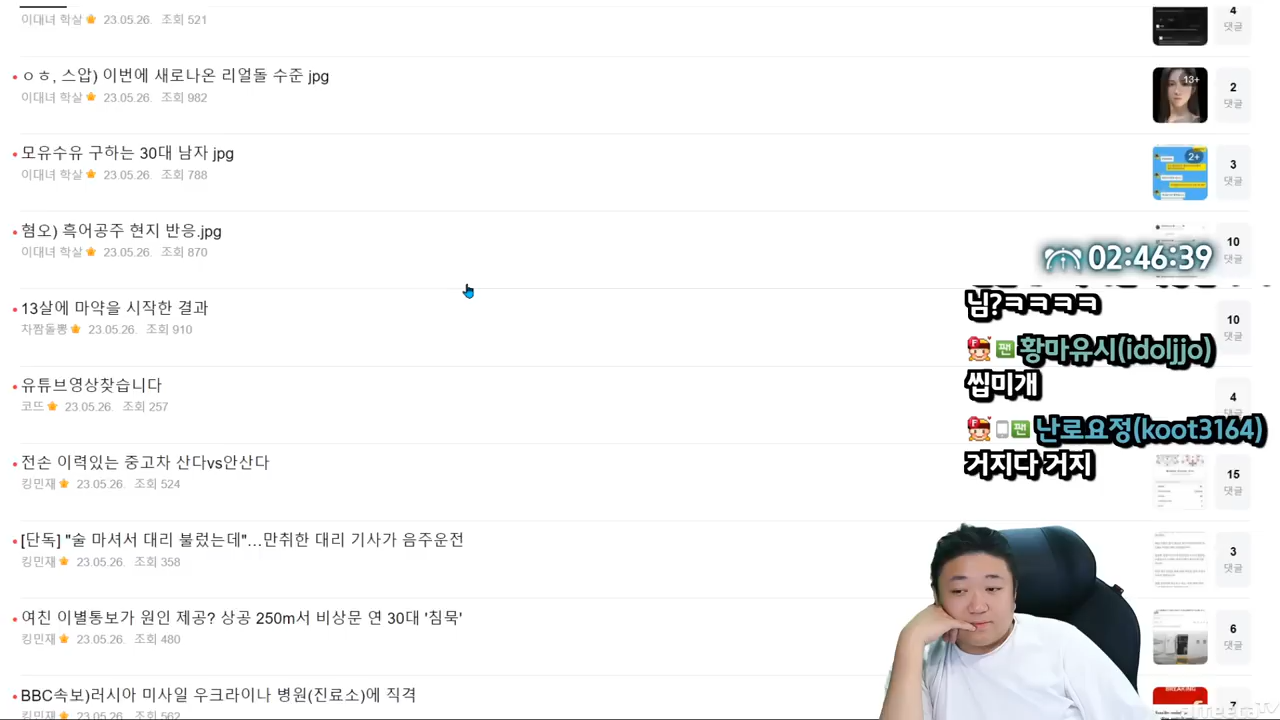 이대녀 학살 23.05.26. 조회 521
4
댓글
ㅇㅎ, 스압) 이번에 새로나온 리얼돌 수준 jpg
이대녀 학살 23.05.26. 조회 982
13+
2
댓글
모유수유 구하는 30대 남자 jpg
이대녀 학살 23.05.26. 조회 788
2+
3
댓글
혐오) 흑어공주 현지 반응.jpg
이대녀 학살 23.05.26. 조회
10
댓글
02:46:39
님?ㅋㅋㅋㅋ
13살에 마약을 시작한 결과
차짬돌뽕 23.05.26. 조회 910
10
댓글
황마유시(idoljjo)
씹미개
유튜브영상찾습니다
코뜨 23.05.26. 조회 257
4
댓글
난로요정(koot3164)
거지다 거지
전손 이력있는 중고차 산다vs안산다
킹민재 23.05.26. 조회 524
15
댓글
[단독] "술 마셔서 대리 불렀는데"…만취한 대리 기사가 음주운전
킹민재 23.05.26. 조회 358
3
댓글
여친 이별통보가 원인 제공?‥상공 250m서 비상문 연 30대 '침묵'
킹민재 23.05.26. 조회 480
6
댓글
BBC속보)러시아 미사일 우크라이나 병원(진료소)에 직격
킹민재 23.05.26. 조회 562
BREAKING
7